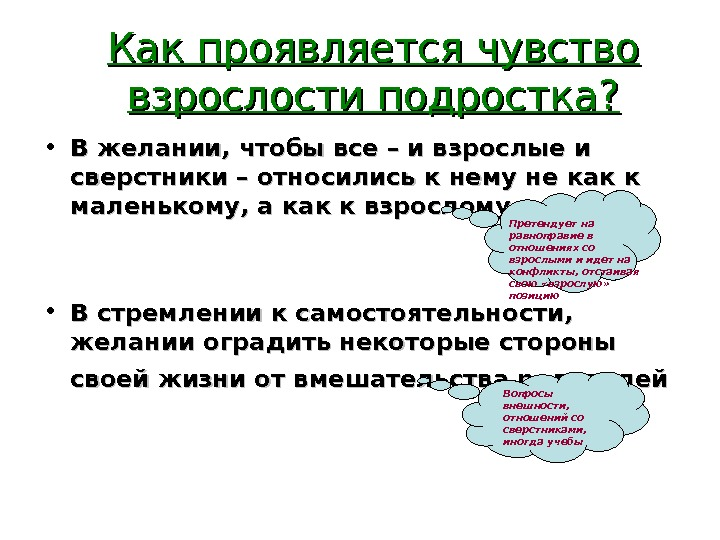 Как проявляется чувство
взрослости подростка?
• В желании, чтобы все – и взрослые и
сверстники – относились к нему не как к
маленькому, а как к взрослому
Претендует на
равноправие в
отношениях со
взрослыми и идет на
конфликты, отстаивая
свою «взрослую»
позицию
• В стремлении к самостоятельности,
желании оградить некоторые стороны
своей жизни от вмешательства родителей
Вопросы
внешности,
отношений со
сверстниками,
иногда учебы